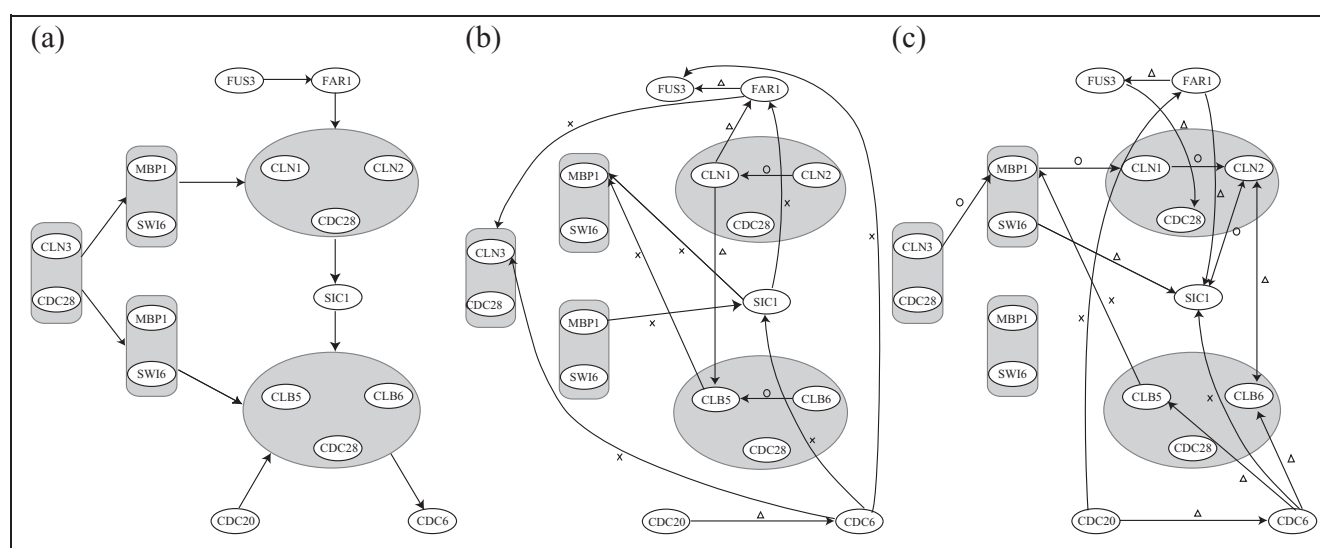 (a)
FUS3 FAR1
CLN1 CLN2
CDC28
MBP1
SWI6
CLN3
CDC28
SIC1
MBP1
SWI6
CLB5 CLB6
CDC28
CDC20 CDC6
(b)
FUS3 FAR1
△
x
△
MBP1
CLN1 O CLN2
SWI6
CDC28
x
x
CLN3
x
x
△
CDC28
SIC1
MBP1
x
SWI6
CLB5 O CLB6
x
x
CDC28
CDC20 △ CDC6
(c)
FUS3 △ FAR1
△
MBP1 O CLN1 O CLN2
O
SWI6
CDC28
△
O
CLN3
△
△
CDC28
SIC1
x
x
MBP1
SWI6
CLB5 CLB6
x
CDC28
△
△
CDC20 △ CDC6